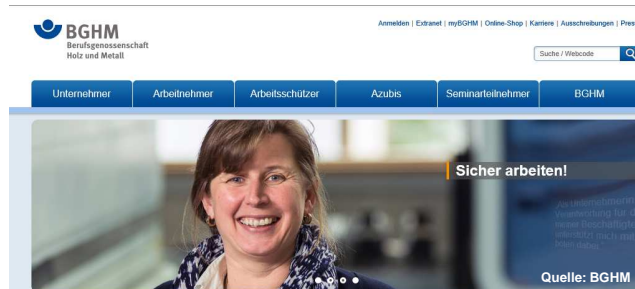 BGHM
Berufsgenossenschaft
Holz und Metall
Anmelden | Extranet | myBGHM | Online-Shop | Karriere | Ausschreibungen | Pres
Suche / Webcode
Unternehmer
Arbeitnehmer
Arbeitsschützer
Azubis
Seminarteilnehmer
BGHM
Sicher arbeiten!
Quelle: BGHM